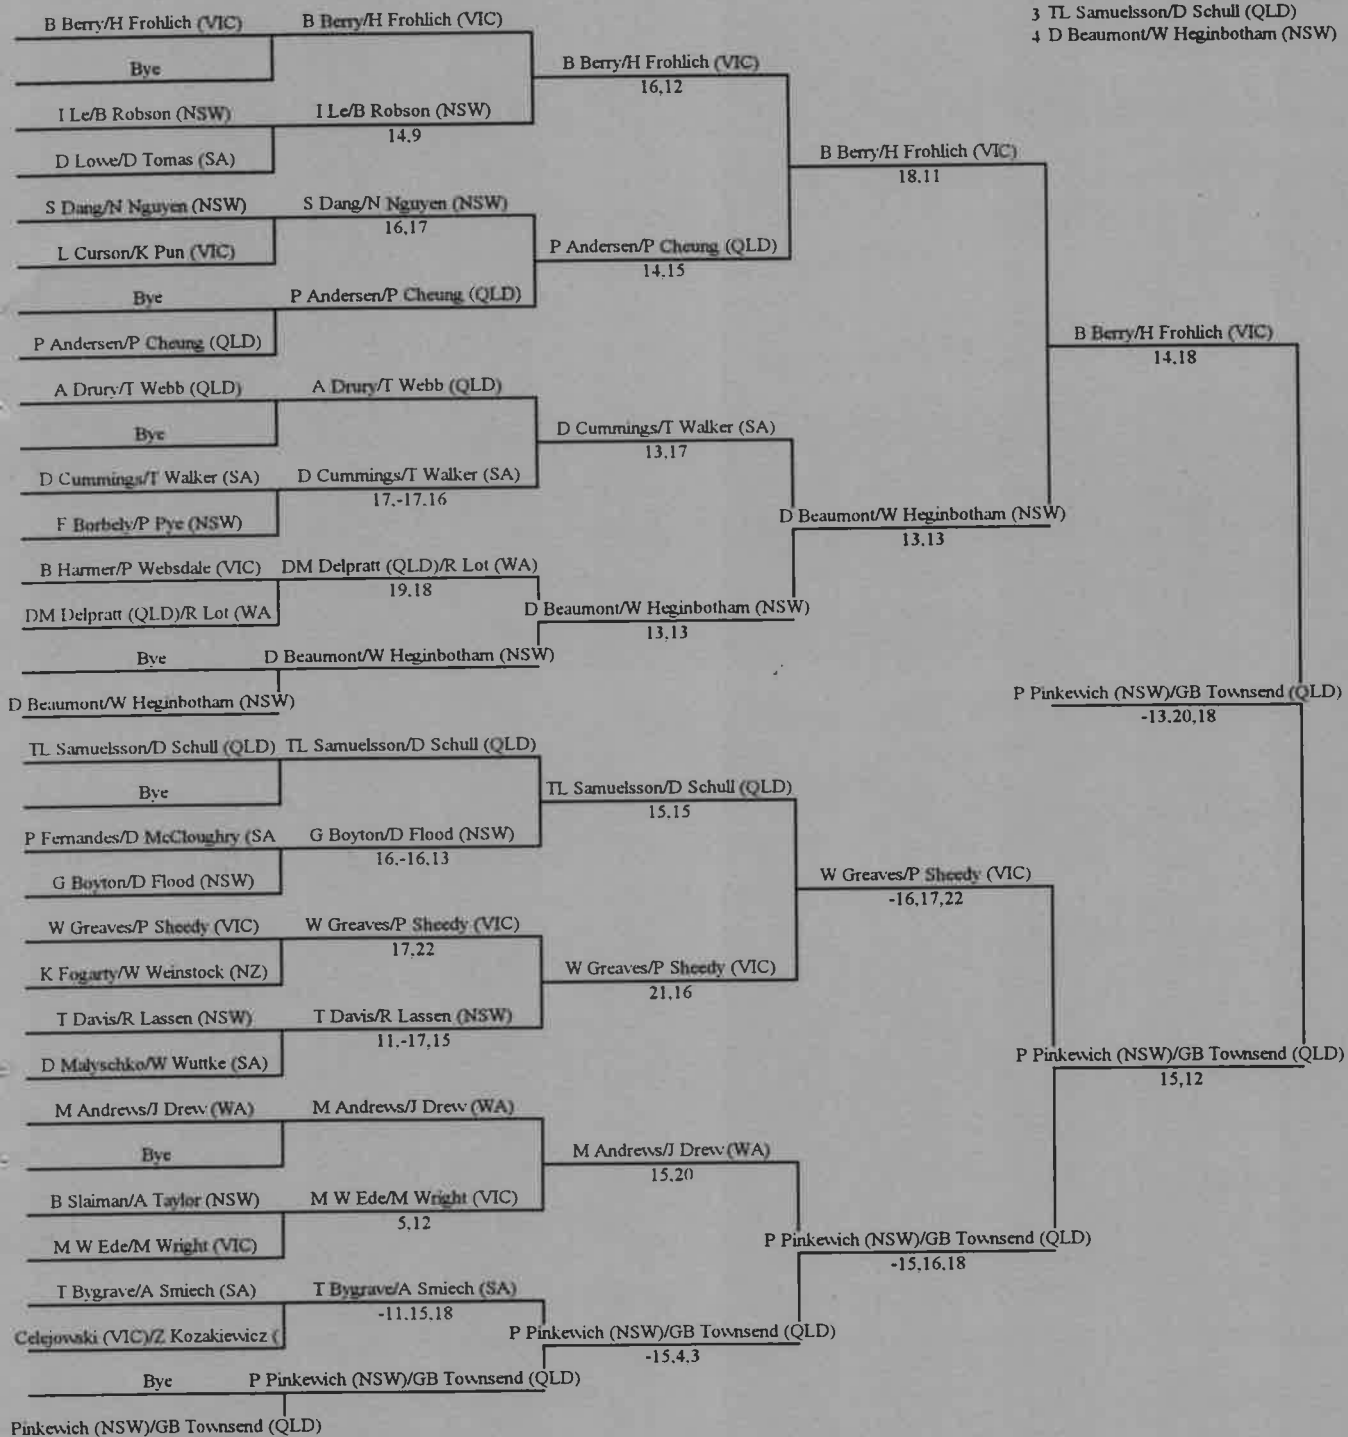 3 TL Samuelsson/D Schull (QLD)
4 D Beaumont/W Heginbotham (NSW)
B Berry/H Frohlich (VIC) B Berry/H Frohlich (VIC)
B Berry/H Frohlich (VIC)
Bye
16,12
I Le/B Robson (NSW) I Le/B Robson (NSW)
14,9
D Lowe/D Tomas (SA)
B Berry/H Frohlich (VIC)
18,11
S Dang/N Nguyen (NSW) S Dang/N Nguyen (NSW)
16,17
L Curson/K Pun (VIC)
P Andersen/P Cheung (QLD)
14,15
Bye P Andersen/P Cheung (QLD)
P Andersen/P Cheung (QLD)
B Berry/H Frohlich (VIC)
14,18
A Drury/T Webb (QLD) A Drury/T Webb (QLD)
Bye
D Cummings/T Walker (SA)
13,17
D Cummings/T Walker (SA) D Cummings/T Walker (SA)
17,-17,16
F Borbely/P Pye (NSW)
D Beaumont/W Heginbotham (NSW)
13,13
B Harmer/P Websdale (VIC) DM Delpratt (QLD)/R Lot (WA)
19,18
DM Delpratt (QLD)/R Lot (WA
D Beaumont/W Heginbotham (NSW)
13,13
Bye D Beaumont/W Heginbotham (NSW)
D Beaumont/W Heginbotham (NSW)
P Pinkewich (NSW)/GB Townsend (QLD)
-13,20,18
TL Samuelsson/D Schull (QLD) TL Samuelsson/D Schull (QLD)
Bye
TL Samuelsson/D Schull (QLD)
15,15
P Fernandes/D McCloughry (SA G Boyton/D Flood (NSW)
16,-16,13
G Boyton/D Flood (NSW)
W Greaves/P Sheedy (VIC)
-16,17,22
W Greaves/P Sheedy (VIC) W Greaves/P Sheedy (VIC)
17,22
K Fogarty/W Weinstock (NZ)
W Greaves/P Sheedy (VIC)
21,16
T Davis/R Lassen (NSW) T Davis/R Lassen (NSW)
11,-17,15
D Malyschko/W Wuttke (SA)
P Pinkewich (NSW)/GB Townsend (QLD)
15,12
M Andrews/J Drew (WA) M Andrews/J Drew (WA)
Bye
M Andrews/J Drew (WA)
15,20
B Slaiman/A Taylor (NSW) M W Ede/M Wright (VIC)
5,12
M W Ede/M Wright (VIC)
P Pinkewich (NSW)/GB Townsend (QLD)
-15,16,18
T Bygrave/A Smiech (SA) T Bygrave/A Smiech (SA)
-11,15,18
Celejowski (VIC)/Z Kozakiewicz (
P Pinkewich (NSW)/GB Townsend (QLD)
-15,4,3
Bye P Pinkewich (NSW)/GB Townsend (QLD)
Pinkewich (NSW)/GB Townsend (QLD)